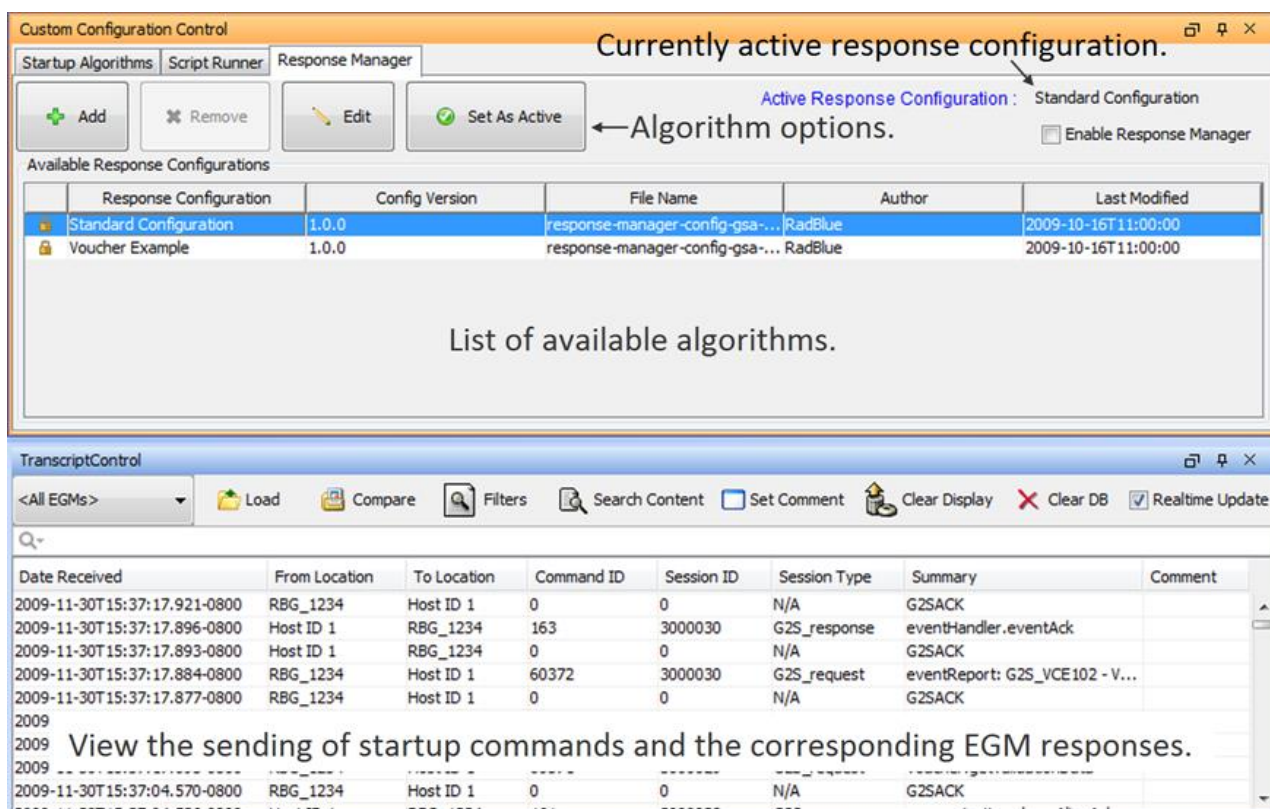 Custom Configuration Control
Startup Algorithms Script Runner Response Manager
Currently active response configuration.
Add Remove Edit Set As Active
Algorithm options.
Active Response Configuration : Standard Configuration
Enable Response Manager
Available Response Configurations
Response Configuration Config Version File Name Author Last Modified
Standard Configuration 1.0.0 response-manager-config-gsa-... RadBlue 2009-10-16T11:00:00
Voucher Example 1.0.0 response-manager-config-gsa-... RadBlue 2009-10-16T11:00:00
List of available algorithms.
TranscriptControl
<All EGMs> Load Compare Filters Search Content Set Comment Clear Display Clear DB Realtime Update
Date Received From Location To Location Command ID Session ID Session Type Summary Comment
2009-11-30T15:37:17.921-0800 RBG_1234 Host ID 1 0 0 N/A G2SACK
2009-11-30T15:37:17.896-0800 Host ID 1 RBG_1234 163 3000030 G2S_response eventHandler.eventAck
2009-11-30T15:37:17.893-0800 Host ID 1 RBG_1234 0 0 N/A G2SACK
2009-11-30T15:37:17.884-0800 RBG_1234 Host ID 1 60372 3000030 G2S_request eventReport: G2S_VCE102 - V...
2009-11-30T15:37:17.877-0800 RBG_1234 Host ID 1 0 0 N/A G2SACK
2009
2009
View the sending of startup commands and the corresponding EGM responses.
2009
2009-11-30T15:37:04.570-0800 RBG_1234 Host ID 1 0 0 N/A G2SACK